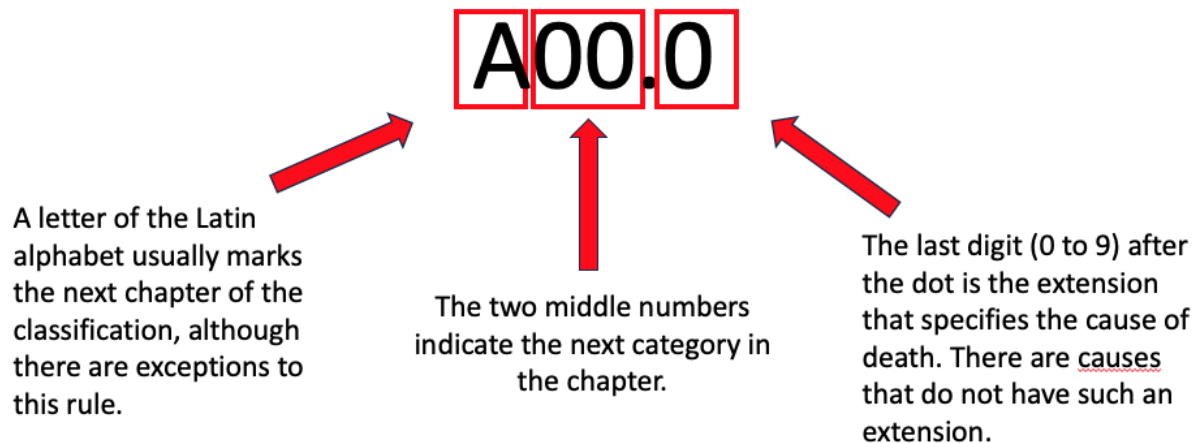 A00.0
A letter of the Latin
alphabet usually marks
the next chapter of the
classification, although
there are exceptions to
this rule.
The two middle numbers
indicate the next category in
the chapter.
The last digit (0 to 9) after
the dot is the extension
that specifies the cause of
death. There are causes
that do not have such an
extension.